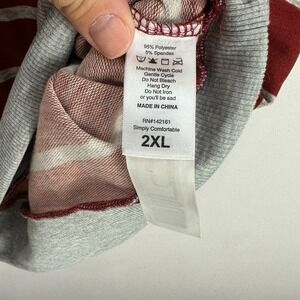 95% Polyester
5% Spandex
Machine Wash Cold
Gentle Cycle
Do Not Bleach
Hang Dry
Do Not Iron
or you'll be sad
MADE IN CHINA
RN#142161
Simply Comfortable
2XL